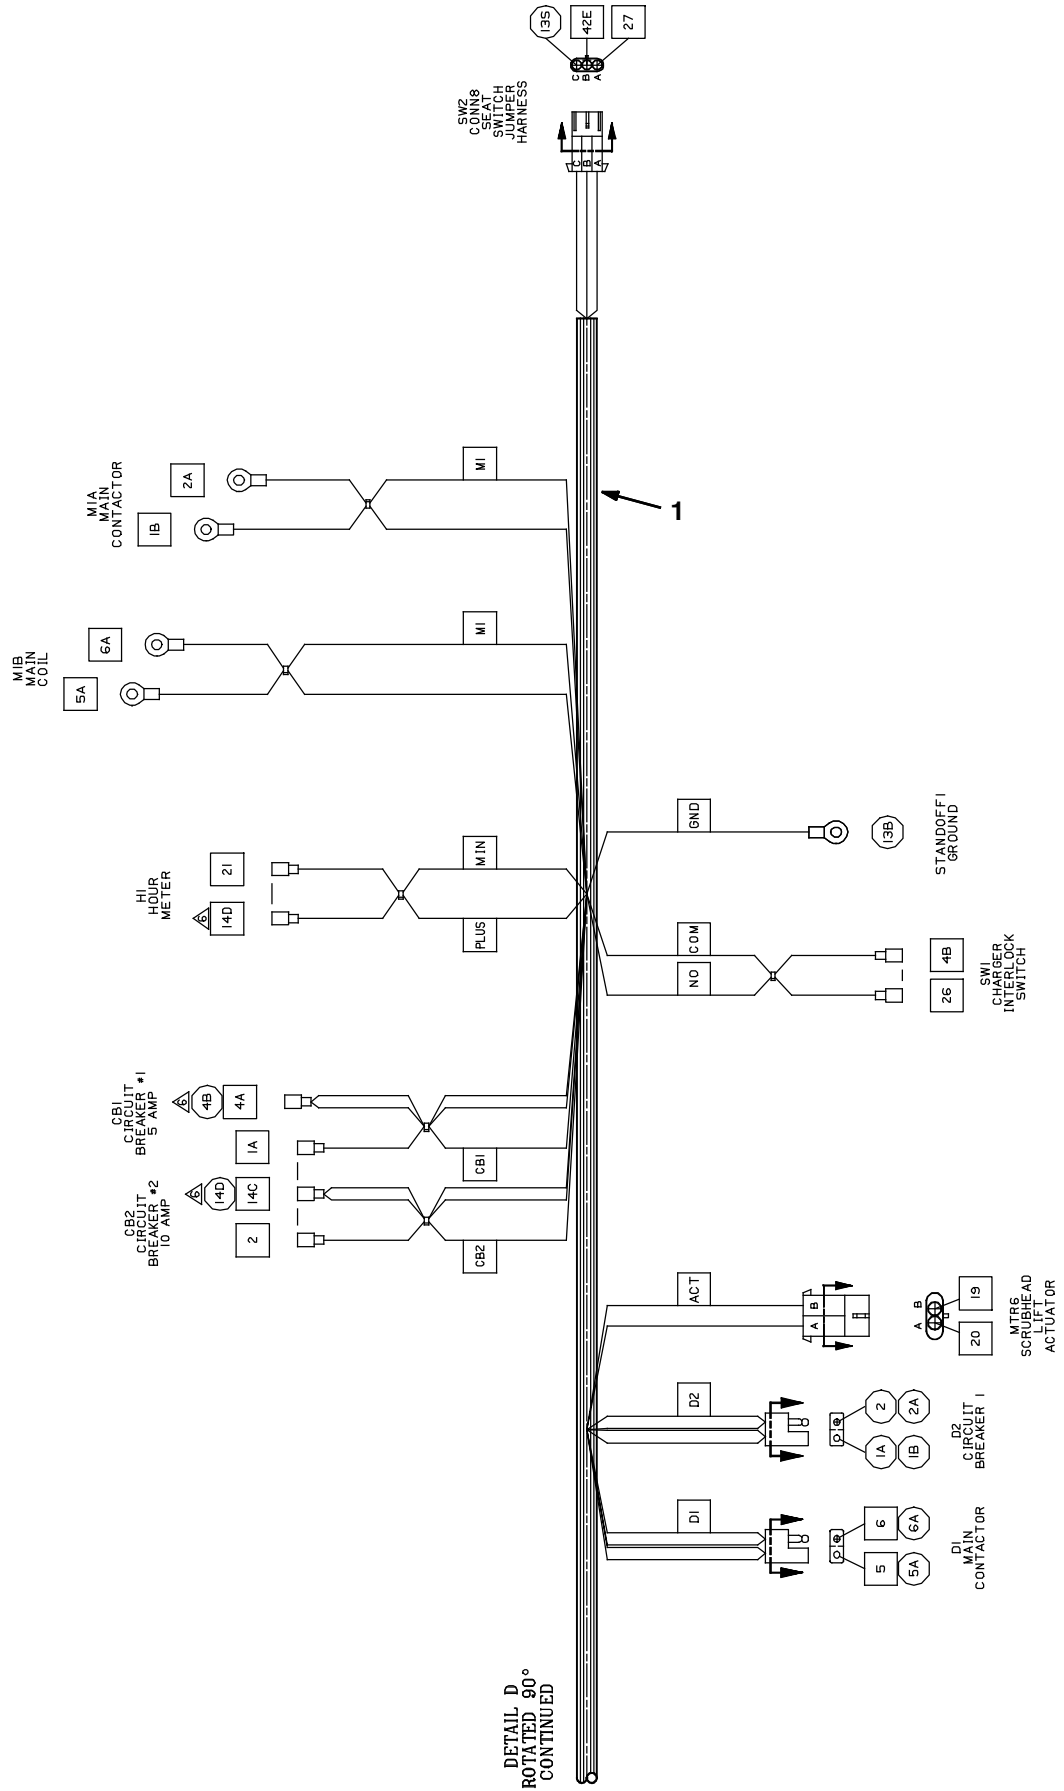 13S
42E
27
C
B
A
SW2
CONN8
SEAT
SWITCH
JUMPER
HARNESS
C
B
A
M1A
MAIN
CONTACTOR
2A
1B
M1
1
M1B
MAIN
COIL
6A
5A
M1
H1
HOUR
METER
21
6
14D
MIN
PLUS
GND
13B
STANDOFF1
GROUND
COM
NO
4B
26
SW1
CHARGER
INTERLOCK
SWITCH
CB1
CIRCUIT
BREAKER #1
5 AMP
6
4B
4A
1A
CB1
CB2
CIRCUIT
BREAKER #2
10 AMP
6
14D
14C
2
CB2
ACT
B
A
B
A
19
20
MTR6
SCRUBHEAD
LIFT
ACTUATOR
D2
2
2A
1A
1B
D2
CIRCUIT
BREAKER 1
D1
6
6A
5
5A
D1
MAIN
CONTACTOR
DETAIL D
ROTATED 90°
CONTINUED